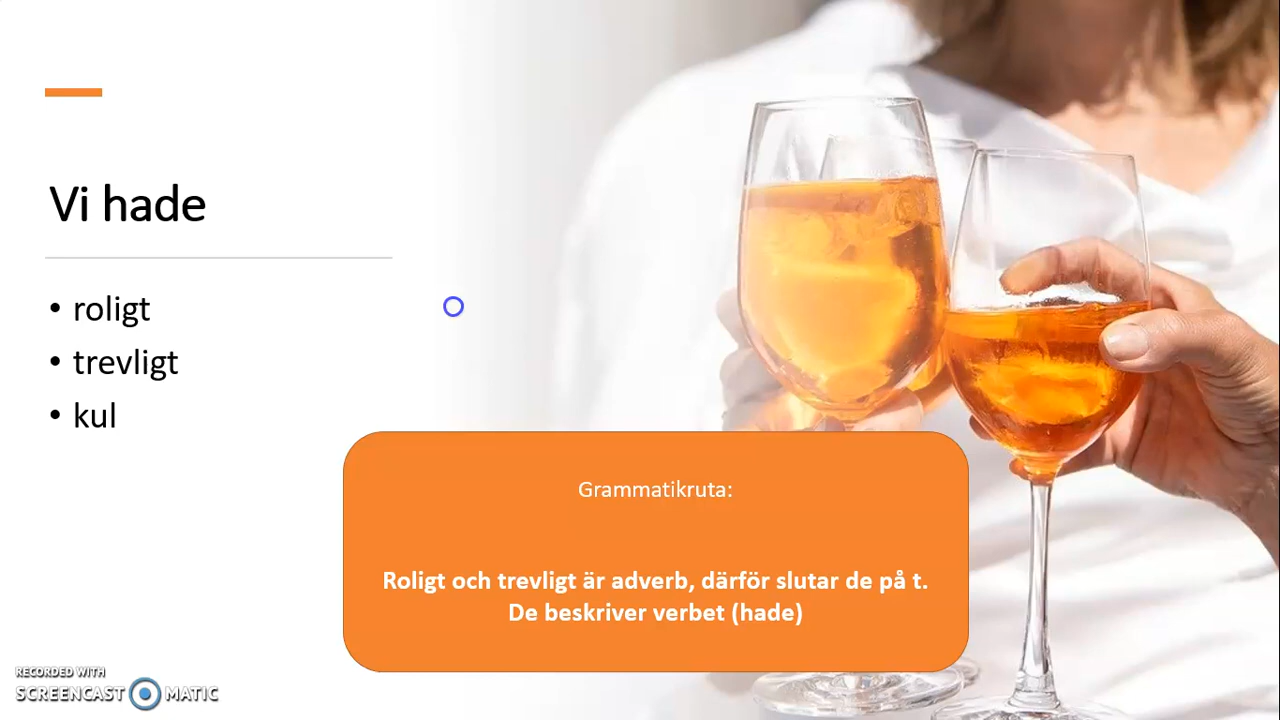 Vi hade
• roligt
• trevligt
• kul
Grammatikruta:
Roligt och trevligt är adverb, därför slutar de på t.
De beskriver verbet (hade)
RECORDED WITH
SCREENCAST MATIC